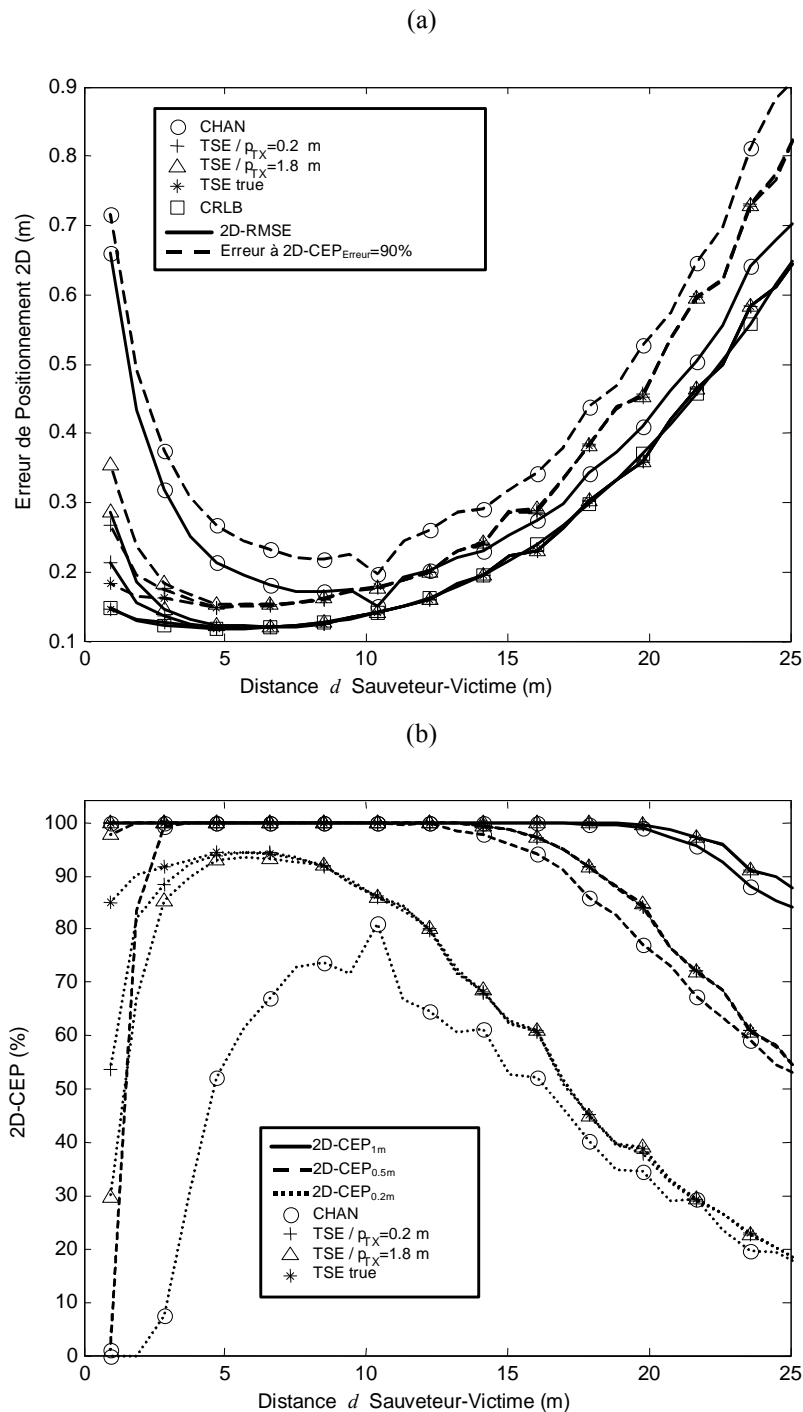 (a)
0.9
0.8
0.7
0.6
0.5
0.4
0.3
0.2
0.1
Erreur de Positionnement 2D (m)
CHAN
TSE / pTX=0.2 m
TSE / pTX=1.8 m
TSE true
CRLB
2D-RMSE
Erreur à 2D-CEPErreur=90%
0 5 10 15 20 25
Distance d Sauveteur-Victime (m)
(b)
100
90
80
70
60
50
40
30
20
10
0
2D-CEP (%)
2D-CEP1m
2D-CEP0.5m
2D-CEP0.2m
CHAN
TSE / pTX=0.2 m
TSE / pTX=1.8 m
TSE true
0 5 10 15 20 25
Distance d Sauveteur-Victime (m)